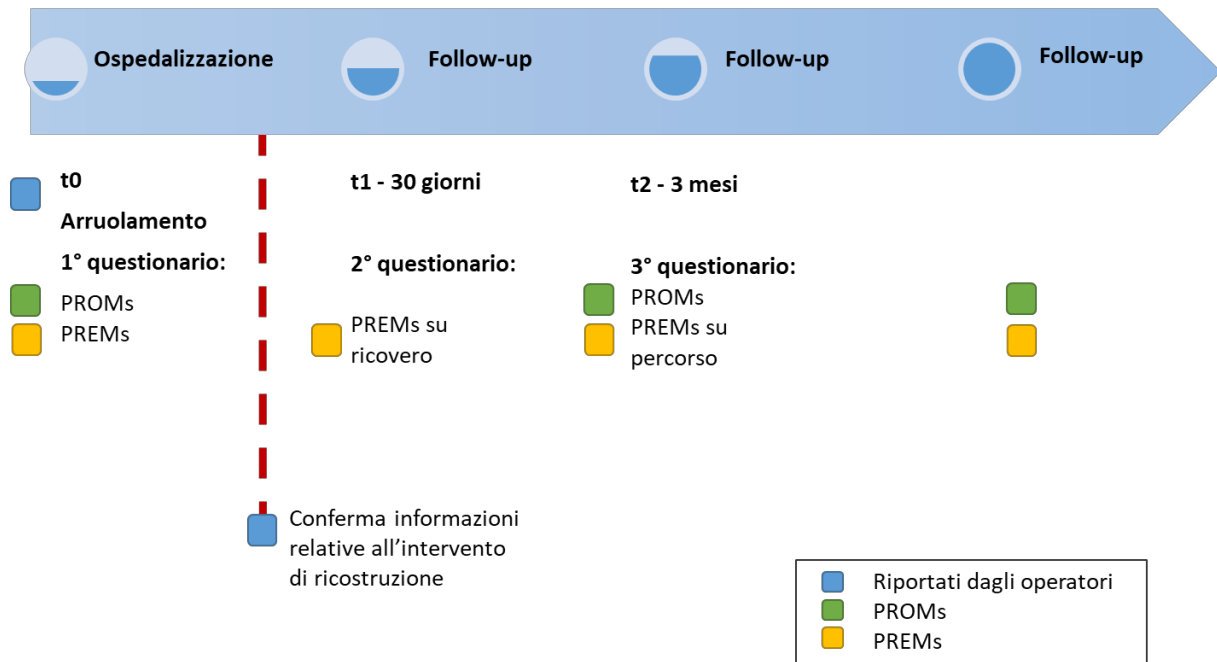 Ospedalizzazione
Follow-up
Follow-up
Follow-up
t0
Arruolamento
1° questionario:
PROMs
PREMs
t1 - 30 giorni
2° questionario:
PREMs su
ricovero
t2 - 3 mesi
3° questionario:
PROMs
PREMs su
percorso
Conferma informazioni
relative all'intervento
di ricostruzione
Riportati dagli operatori
PROMs
PREMs